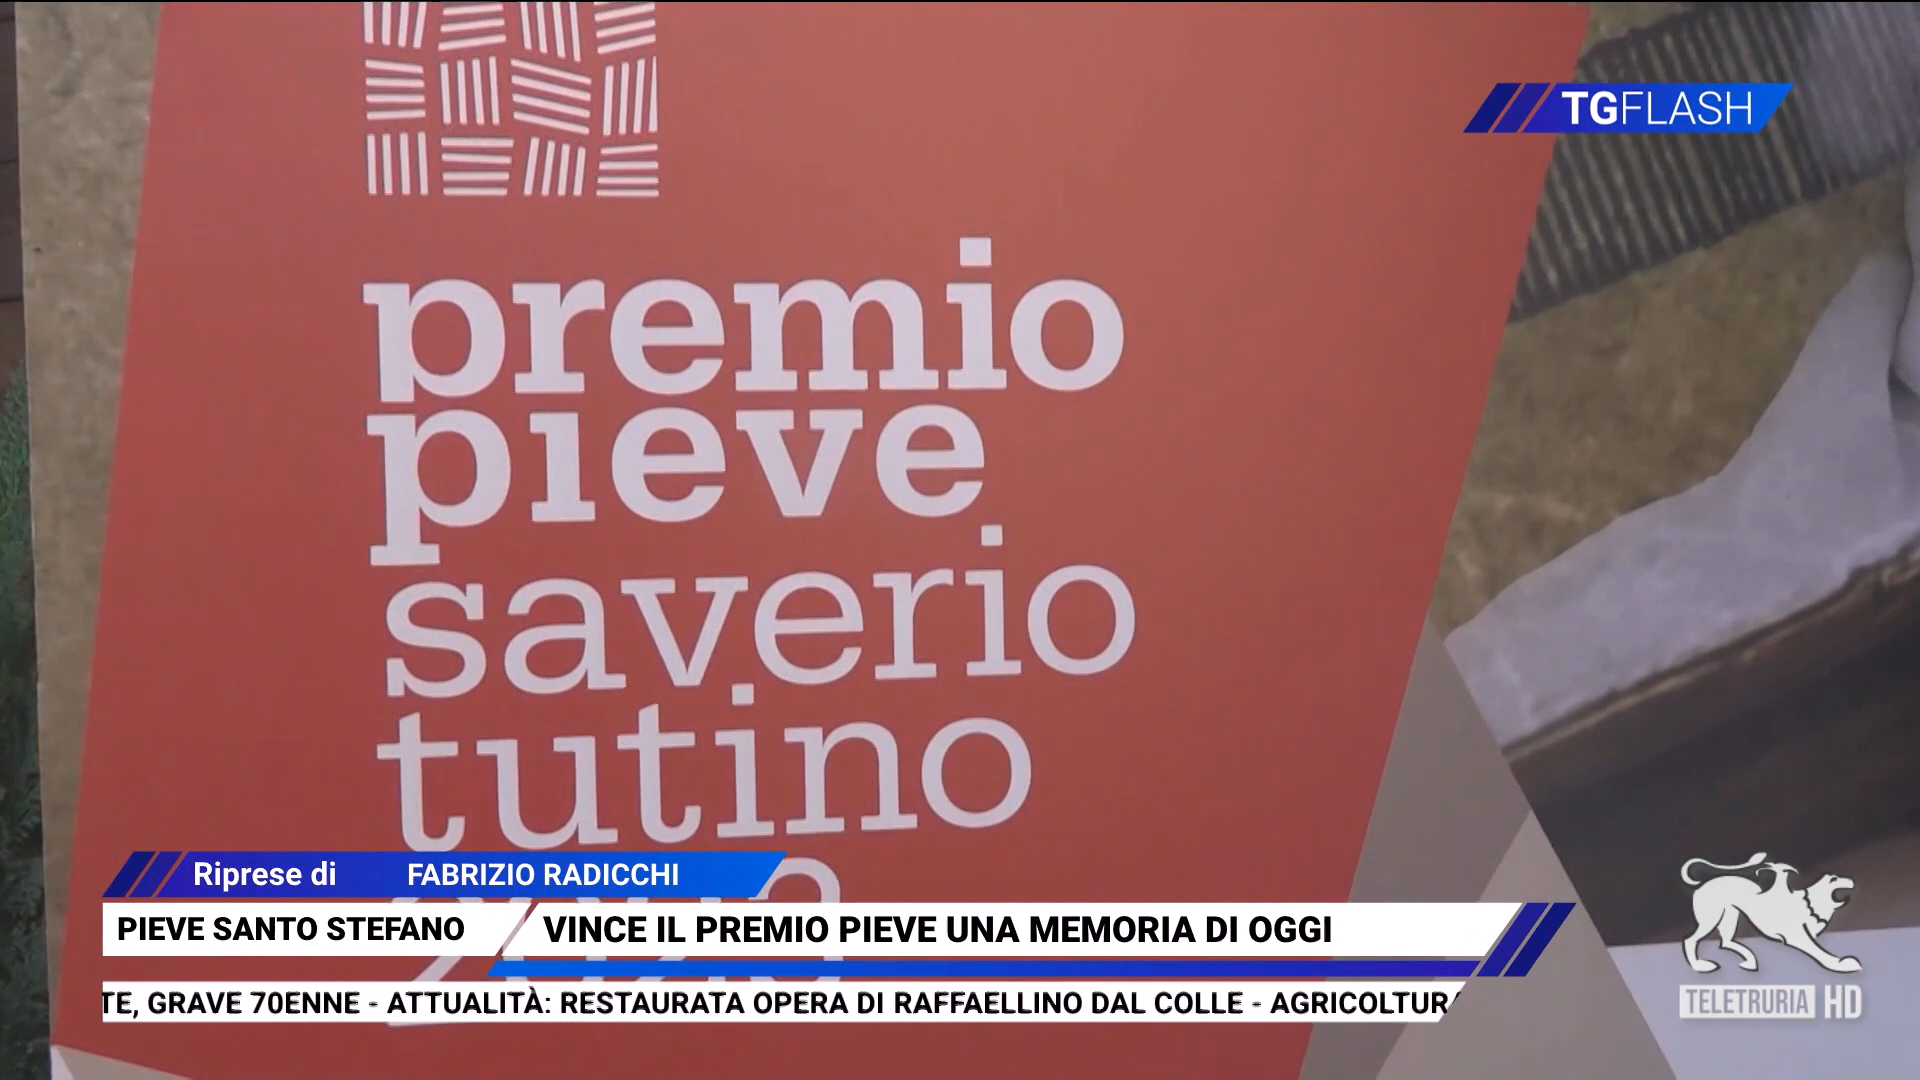 TGFLASH
premio
pieve
saverio
tutino
Riprese di FABRIZIO RADICCHI
PIEVE SANTO STEFANO VINCE IL PREMIO PIEVE UNA MEMORIA DI OGGI
TE, GRAVE 70ENNE - ATTUALITÀ: RESTAURATA OPERA DI RAFFAELLINO DAL COLLE - AGRICOLTURA
TELETRURIA HD